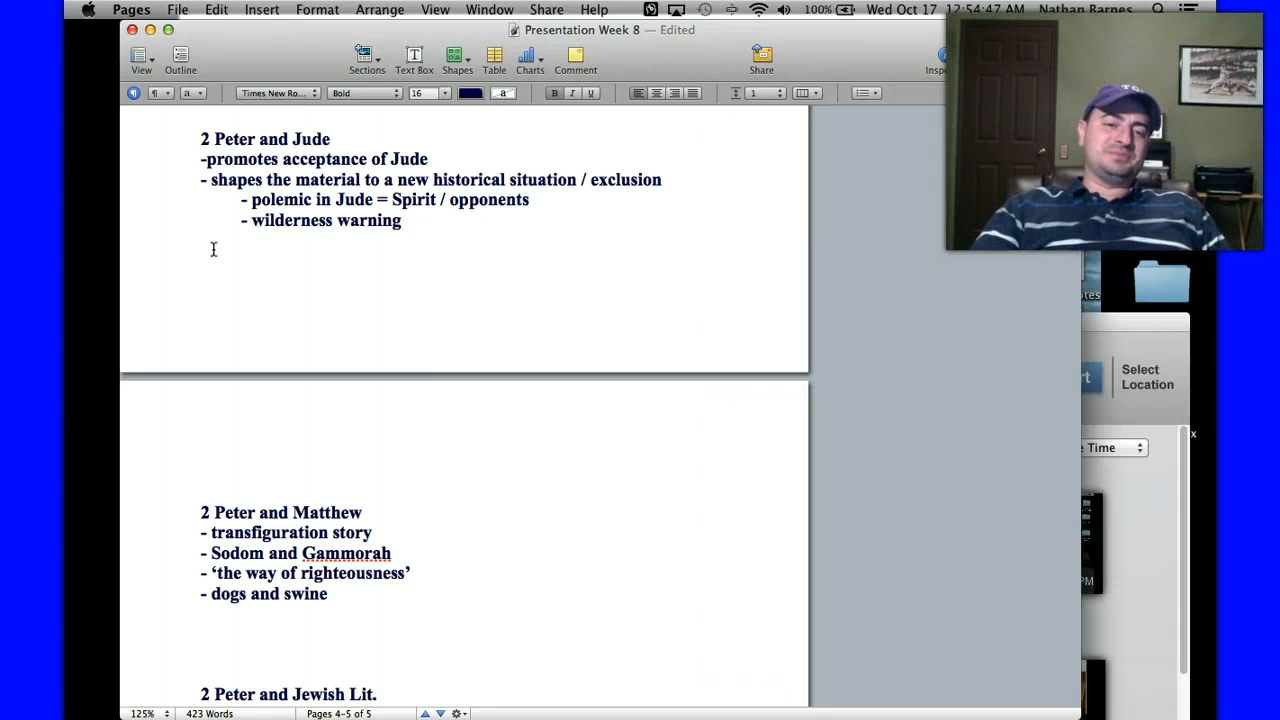 Pages File Edit Insert Format Arrange View Window Share Help 100% Wed Oct 17 12:54:47 AM Nathan Barnes
Presentation Week 8 — Edited
View Outline Sections Text Box Shapes Table Charts Comment Share
Times New Ro... Bold 16 a B I U 1
2 Peter and Jude
-promotes acceptance of Jude
- shapes the material to a new historical situation / exclusion
- polemic in Jude = Spirit / opponents
- wilderness warning
2 Peter and Matthew
- transfiguration story
- Sodom and Gammorah
- ‘the way of righteousness’
- dogs and swine
2 Peter and Jewish Lit.
125% 423 Words Pages 4-5 of 5
Select
Location
e Time
x
PM